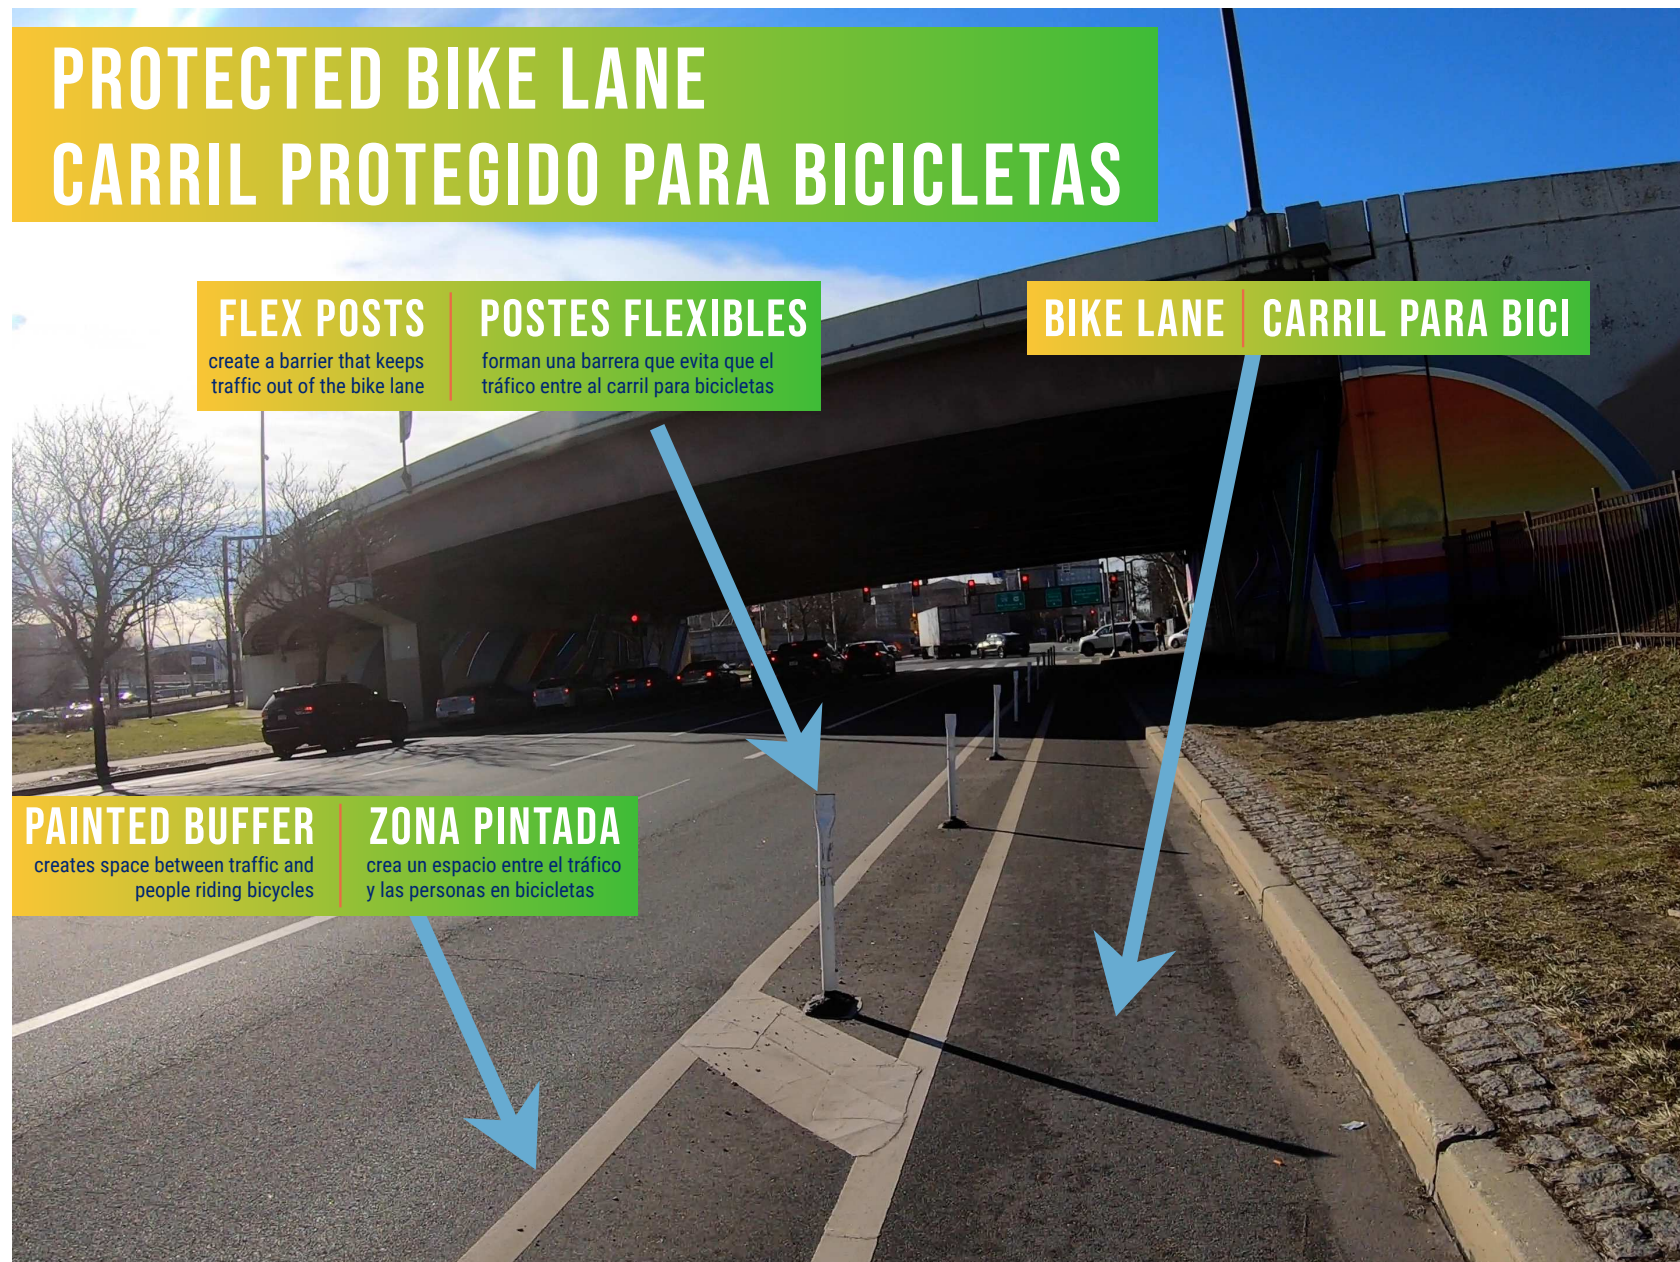 PROTECTED BIKE LANE
CARRIL PROTEGIDO PARA BICICLETAS
FLEX POSTS
create a barrier that keeps
traffic out of the bike lane
POSTES FLEXIBLES
forman una barrera que evita que el
tráfico entre al carril para bicicletas
BIKE LANE
CARRIL PARA BICI
PAINTED BUFFER
creates space between traffic and
people riding bicycles
ZONA PINTADA
crea un espacio entre el tráfico
y las personas en bicicletas